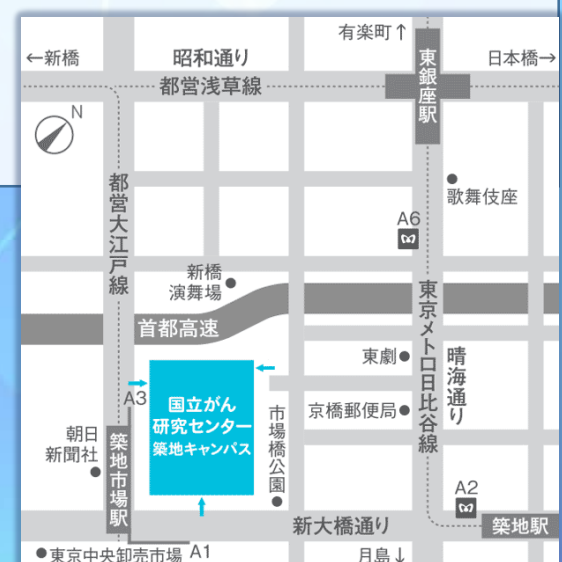 有楽町↑
←新橋
昭和通り
日本橋→
都営浅草線
東銀座駅
N
都営大江戸線
歌舞伎座
A6
新橋
演舞場
東京メトロ日比谷線
首都高速
晴海通り
東劇
A3
国立がん
研究センター
築地キャンパス
京橋郵便局
市場橋公園
朝日
新聞社
築地市場駅
A2
新大橋通り
築地駅
東京中央卸売市場
A1
月島↓